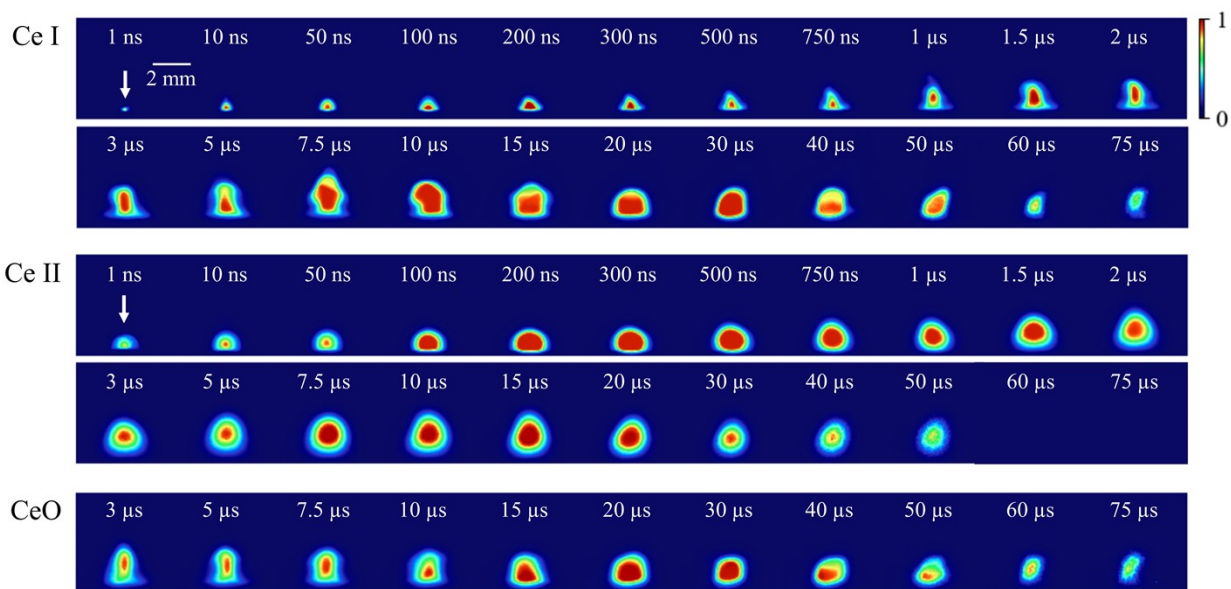 Ce I 1 ns 10 ns 50 ns 100 ns 200 ns 300 ns 500 ns 750 ns 1 µs 1.5 µs 2 µs 1
2 mm
0
3 µs 5 µs 7.5 µs 10 µs 15 µs 20 µs 30 µs 40 µs 50 µs 60 µs 75 µs
Ce II 1 ns 10 ns 50 ns 100 ns 200 ns 300 ns 500 ns 750 ns 1 µs 1.5 µs 2 µs
3 µs 5 µs 7.5 µs 10 µs 15 µs 20 µs 30 µs 40 µs 50 µs 60 µs 75 µs
CeO 3 µs 5 µs 7.5 µs 10 µs 15 µs 20 µs 30 µs 40 µs 50 µs 60 µs 75 µs